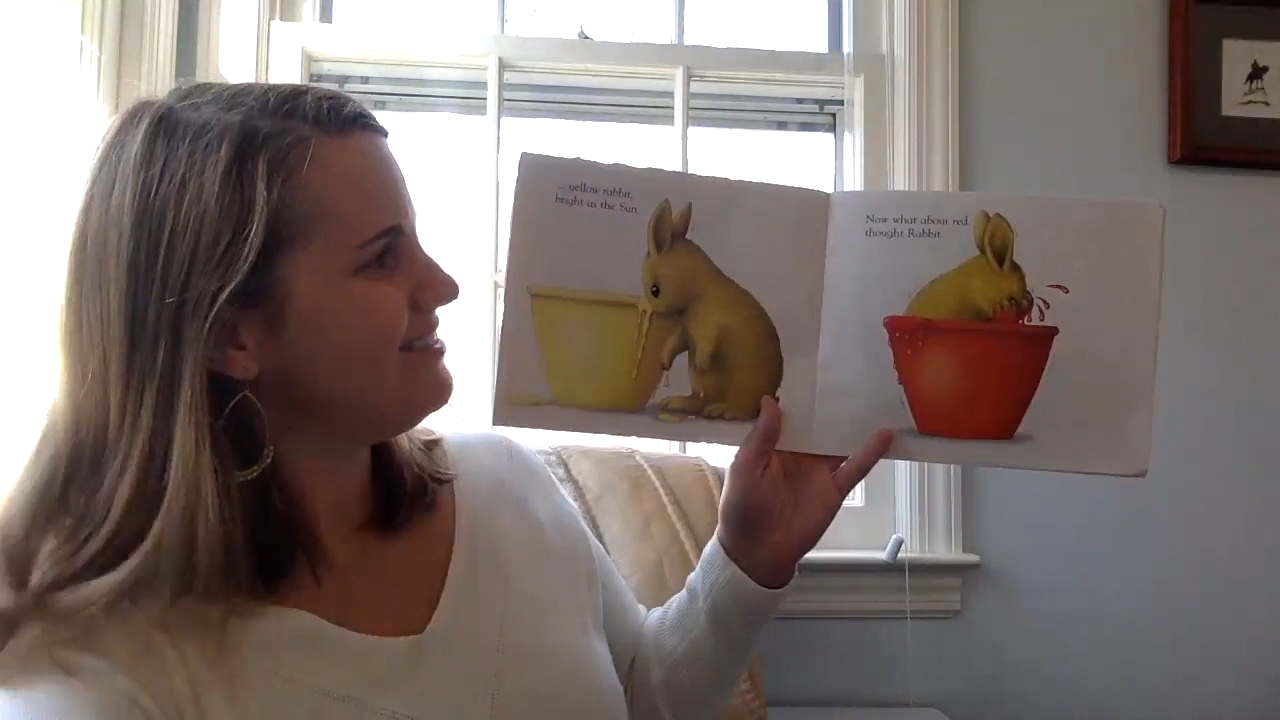 ... yellow rabbit,
bright as the Sun.
Now what about red,
thought Rabbit.